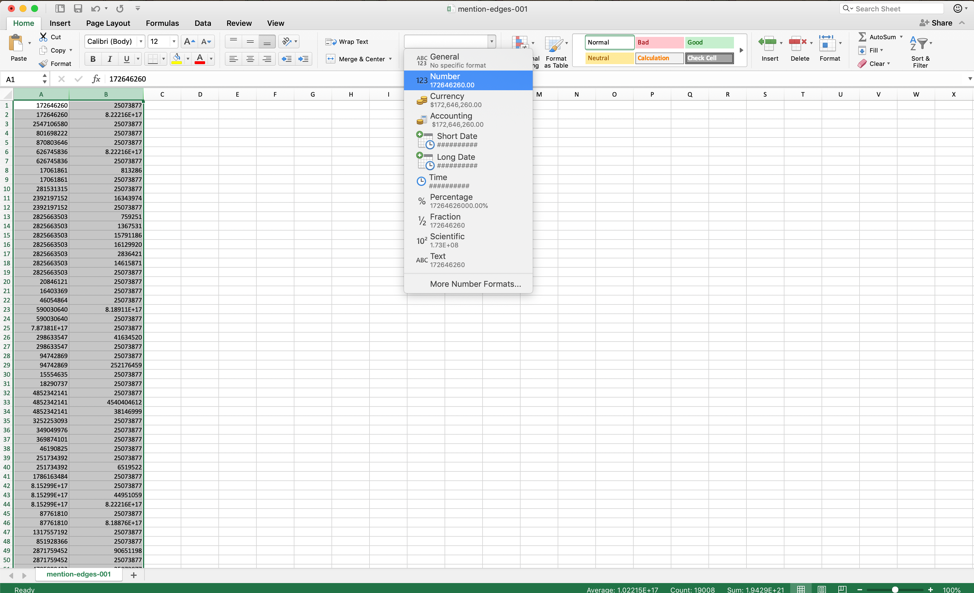 mention-edges-001
Search Sheet
Home Insert Page Layout Formulas Data Review View
Share
Paste
Cut
Copy
Format
Calibri (Body) 12 A A
B I U A
Wrap Text
Merge & Center
Format
as Table
Normal Bad Good
Neutral Calculation Check Cell
Insert Delete Format
AutoSum
Fill
Clear
Sort &
Filter
A1 fx 172646260
ABC
123
General
No specific format
123 Number
172646260.00
Currency
$172,646,260.00
Accounting
$172,646,260.00
Short Date
##########
Long Date
##########
Time
##########
% Percentage
17264626000.00%
½ Fraction
172646260
10² Scientific
1.73E+08
ABC Text
172646260
More Number Formats...
A B C D E F G H I M N O P Q R S T U V W X
1 172646260 25073877
2 172646260 8.22216E+17
3 2547106580 25073877
4 801698222 25073877
5 870803646 25073877
6 626745836 8.22216E+17
7 626745836 25073877
8 17061861 813286
9 17061861 25073877
10 281531315 25073877
11 2392197152 16343974
12 2392197152 25073877
13 2825663503 759251
14 2825663503 1367531
15 2825663503 15791186
16 2825663503 16129920
17 2825663503 2836421
18 2825663503 14615871
19 2825663503 25073877
20 20846121 25073877
21 16403369 25073877
22 46054864 25073877
23 590030640 8.18911E+17
24 590030640 25073877
25 7.87381E+17 25073877
26 298633547 41634520
27 298633547 25073877
28 94742869 25073877
29 94742869 252176459
30 15554635 25073877
31 18290737 25073877
32 4852342141 25073877
33 4852342141 4540404612
34 4852342141 38146999
35 3252253093 25073877
36 349049976 25073877
37 369874101 25073877
38 46190825 25073877
39 251734392 25073877
40 251734392 6519522
41 1786163484 25073877
42 8.15299E+17 25073877
43 8.15299E+17 44951059
44 8.15299E+17 8.22216E+17
45 87761810 25073877
46 87761810 8.18876E+17
47 1317557192 25073877
48 851928366 25073877
49 2871759452 90651198
50 2871759452 25073877
mention-edges-001 +
Ready Average: 1.02215E+17 Count: 19008 Sum: 1.9429E+21 100%